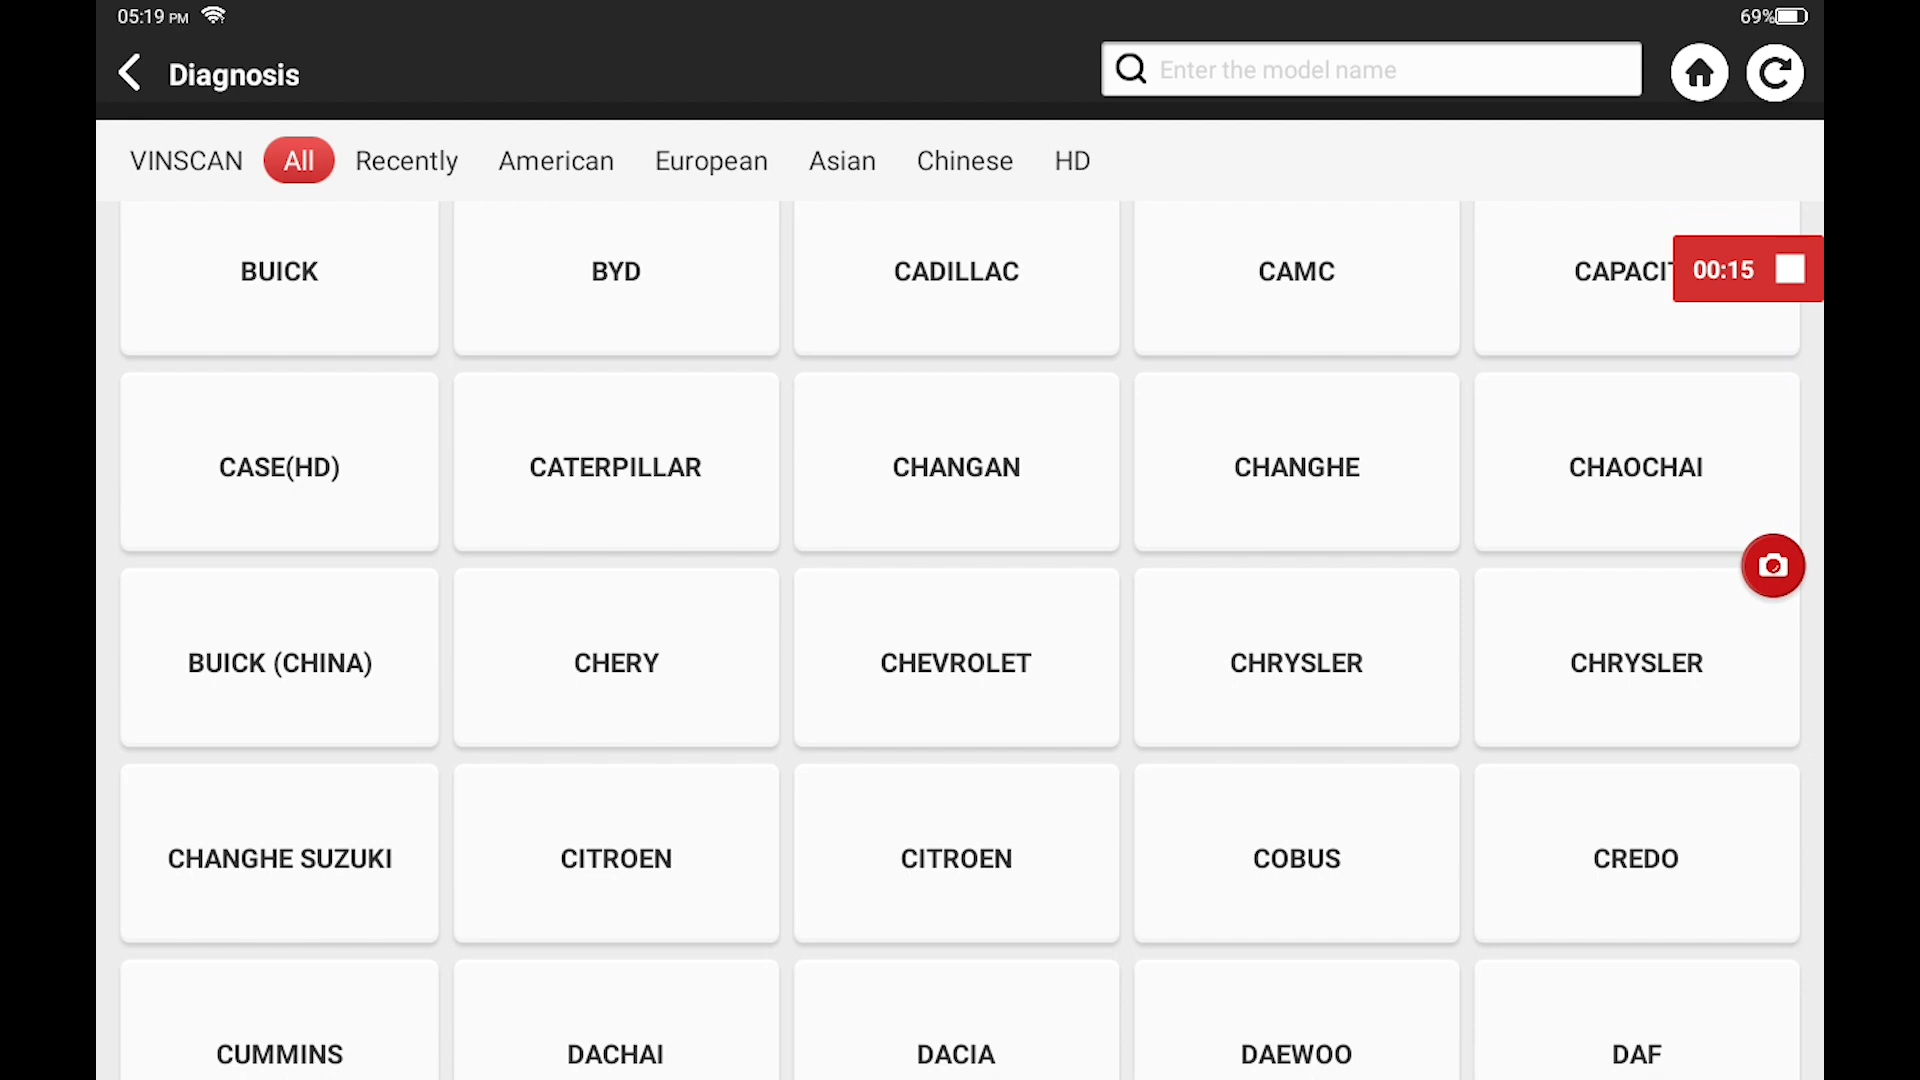 05:19 PM
69%
Diagnosis
Enter the model name
VINSCAN All Recently American European Asian Chinese HD
BUICK BYD CADILLAC CAMC
00:15
CASE(HD) CATERPILLAR CHANGAN CHANGHE CHAOCHAI
BUICK (CHINA) CHERY CHEVROLET CHRYSLER CHRYSLER
CHANGHE SUZUKI CITROEN CITROEN COBUS CREDO
CUMMINS DACHAI DACIA DAEWOO DAF